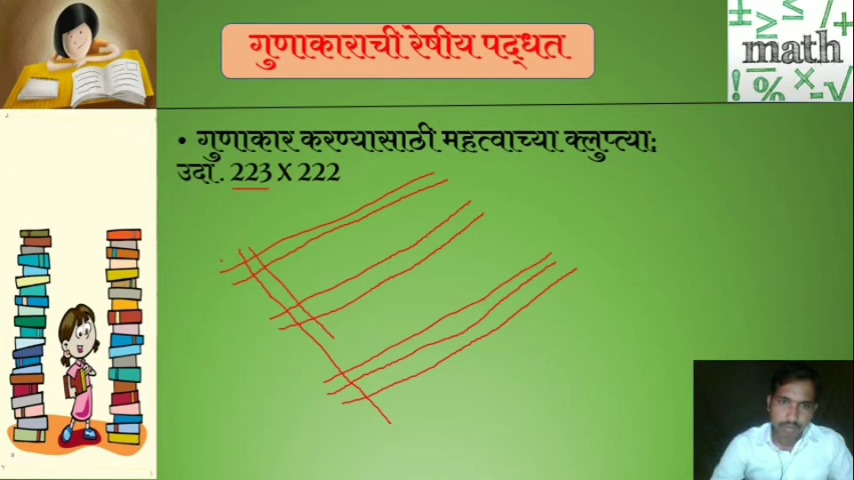 गुणाकाराची रेषीय पद्धत
math
• गुणाकार करण्यासाठी महत्वाच्या क्लुप्त्या:
उदा. 223 X 222